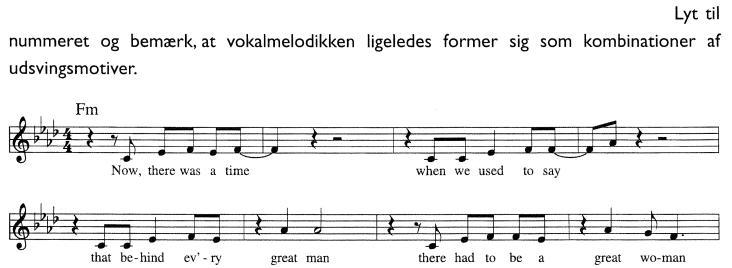 Lyt til
nummeret og bemærk, at vokalmelodikken ligeledes former sig som kombinationer af
udsvingsmotiver.
Fm
4/4
Now, there was a time when we used to say
that be-hind ev'-ry great man there had to be a great wo-man